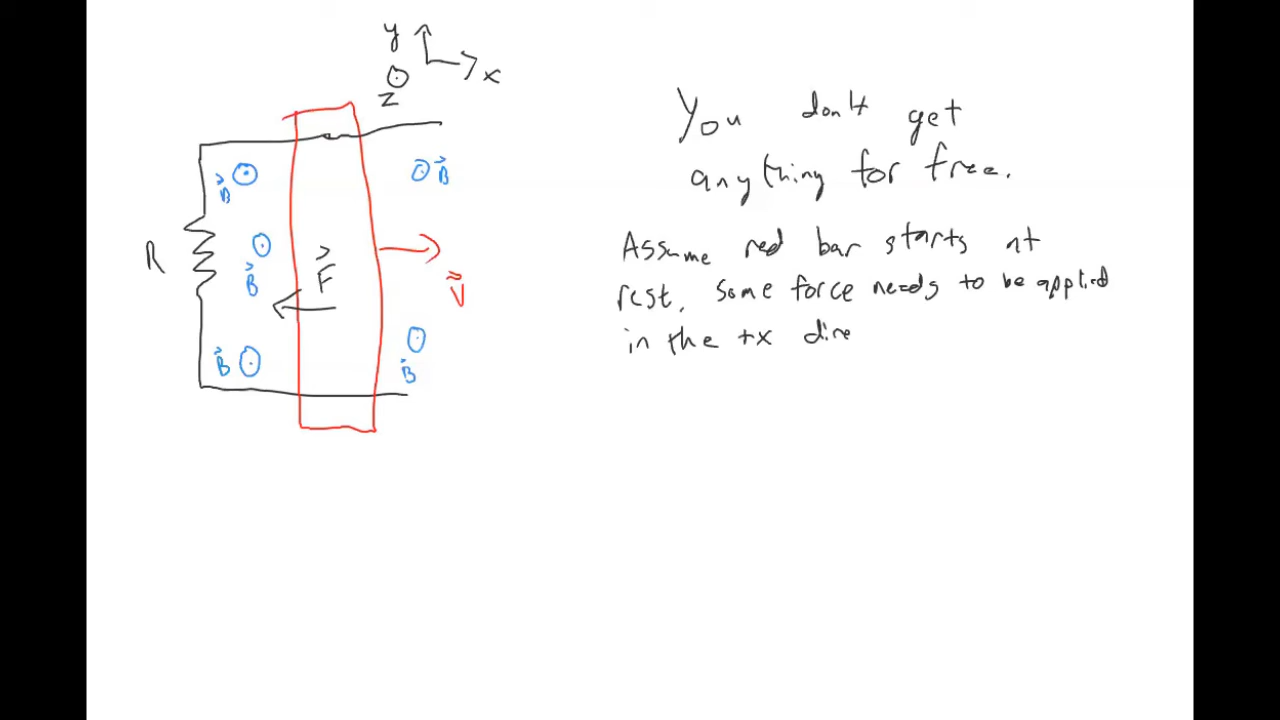 y
x
z
B
B
B
B
B
R
F
V
You don't get
anything for free.
Assume red bar starts at
rest. Some force needs to be applied
in the +x dire